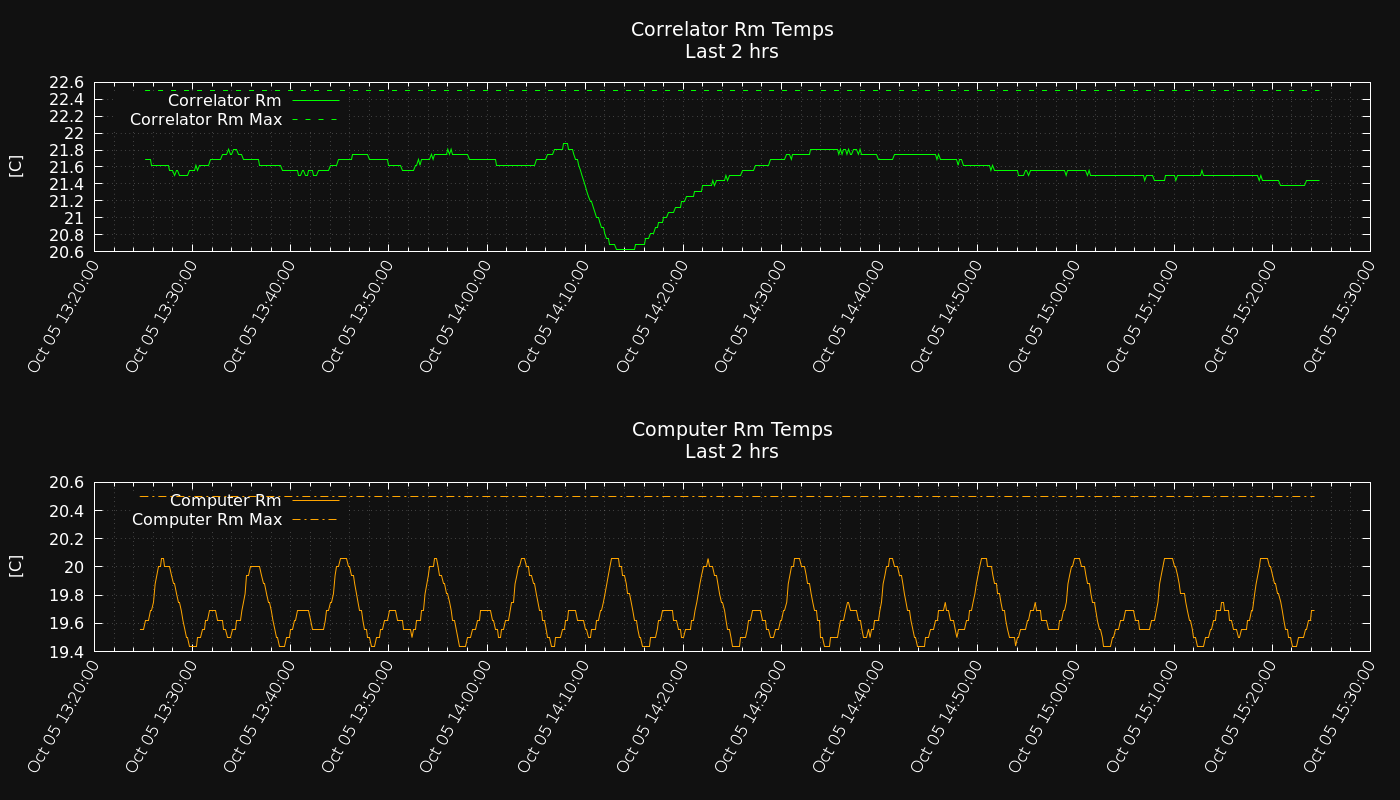 Correlator Rm Temps
Last 2 hrs
[C]
22.6
22.4
22.2
22
21.8
21.6
21.4
21.2
21
20.8
20.6
Correlator Rm
Correlator Rm Max
Oct 05 13:20:00
Oct 05 13:30:00
Oct 05 13:40:00
Oct 05 13:50:00
Oct 05 14:00:00
Oct 05 14:10:00
Oct 05 14:20:00
Oct 05 14:30:00
Oct 05 14:40:00
Oct 05 14:50:00
Oct 05 15:00:00
Oct 05 15:10:00
Oct 05 15:20:00
Oct 05 15:30:00
Computer Rm Temps
Last 2 hrs
[C]
20.6
20.4
20.2
20
19.8
19.6
19.4
Computer Rm
Computer Rm Max
Oct 05 13:20:00
Oct 05 13:30:00
Oct 05 13:40:00
Oct 05 13:50:00
Oct 05 14:00:00
Oct 05 14:10:00
Oct 05 14:20:00
Oct 05 14:30:00
Oct 05 14:40:00
Oct 05 14:50:00
Oct 05 15:00:00
Oct 05 15:10:00
Oct 05 15:20:00
Oct 05 15:30:00